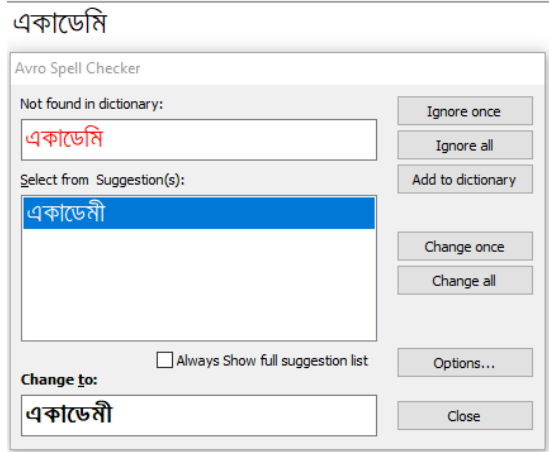 একাডেমি
Avro Spell Checker
Not found in dictionary:
একাডেমি
Ignore once
Ignore all
Select from Suggestion(s):
Add to dictionary
একাডেমী
Change once
Change all
Always Show full suggestion list
Options...
Change to:
একাডেমী
Close